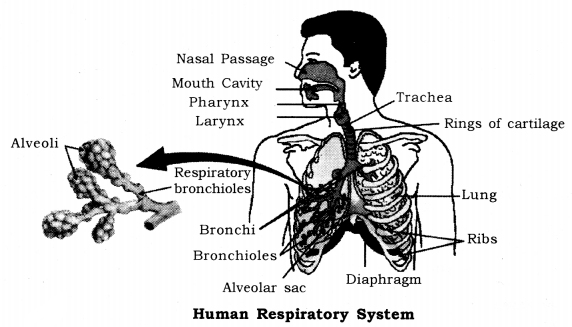 Nasal Passage
Mouth Cavity
Pharynx
Larynx
Trachea
Rings of cartilage
Alveoli
Respiratory
bronchioles
Lung
Bronchi
Ribs
Bronchioles
Diaphragm
Alveolar sac
Human Respiratory System